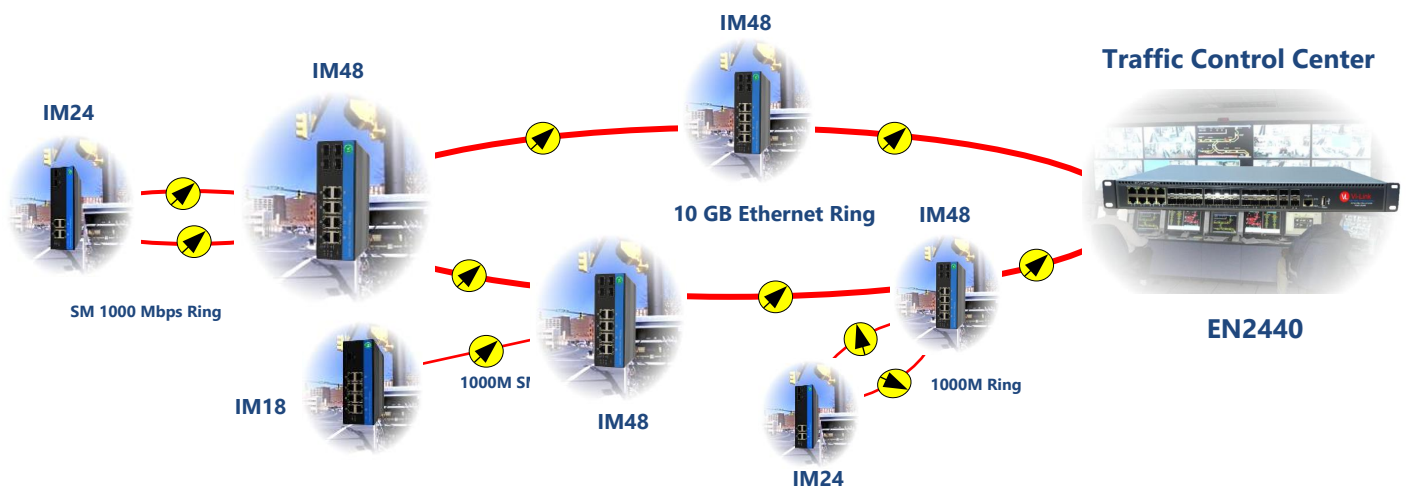 IM48
Traffic Control Center
IM48
IM24
10 GB Ethernet Ring
IM48
SM 1000 Mbps Ring
EN2440
1000M
1000M Ring
IM18
IM48
IM24